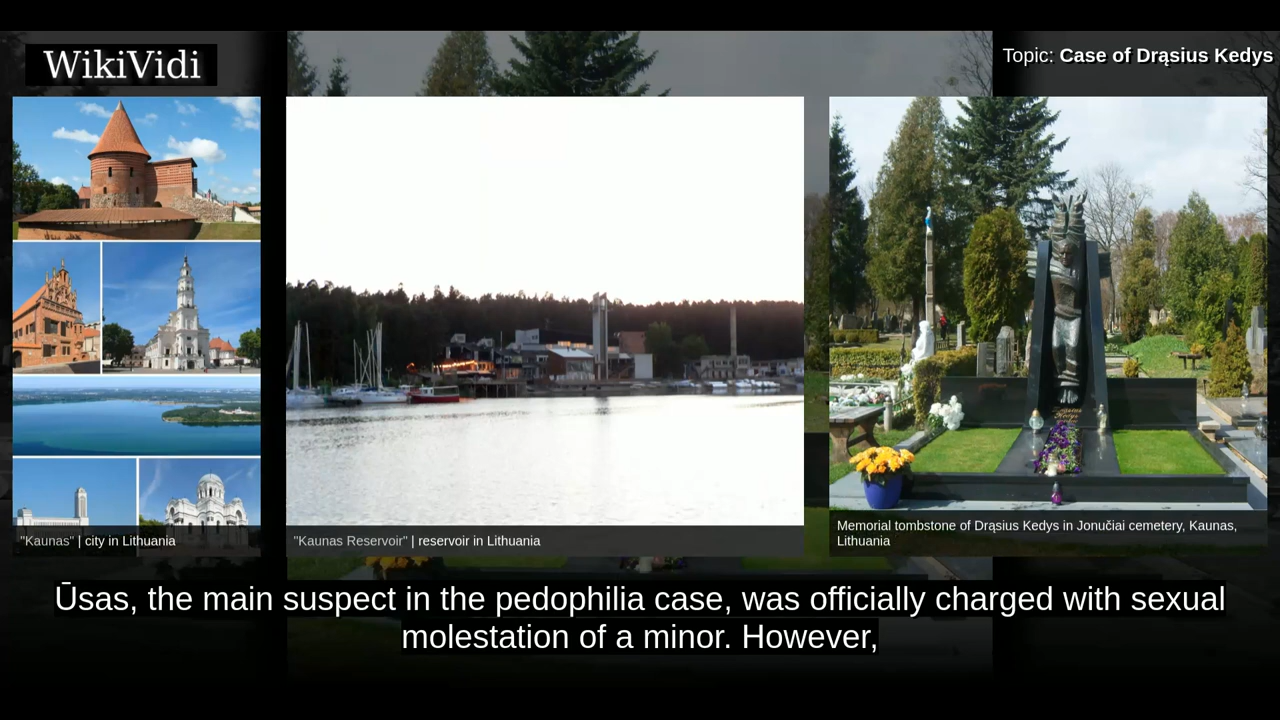 WikiVidi
Topic: Case of Drąsius Kedys
"Kaunas" | city in Lithuania
"Kaunas Reservoir" | reservoir in Lithuania
Memorial tombstone of Drąsius Kedys in Jonučiai cemetery, Kaunas,
Lithuania
Ūsas, the main suspect in the pedophilia case, was officially charged with sexual
molestation of a minor. However,